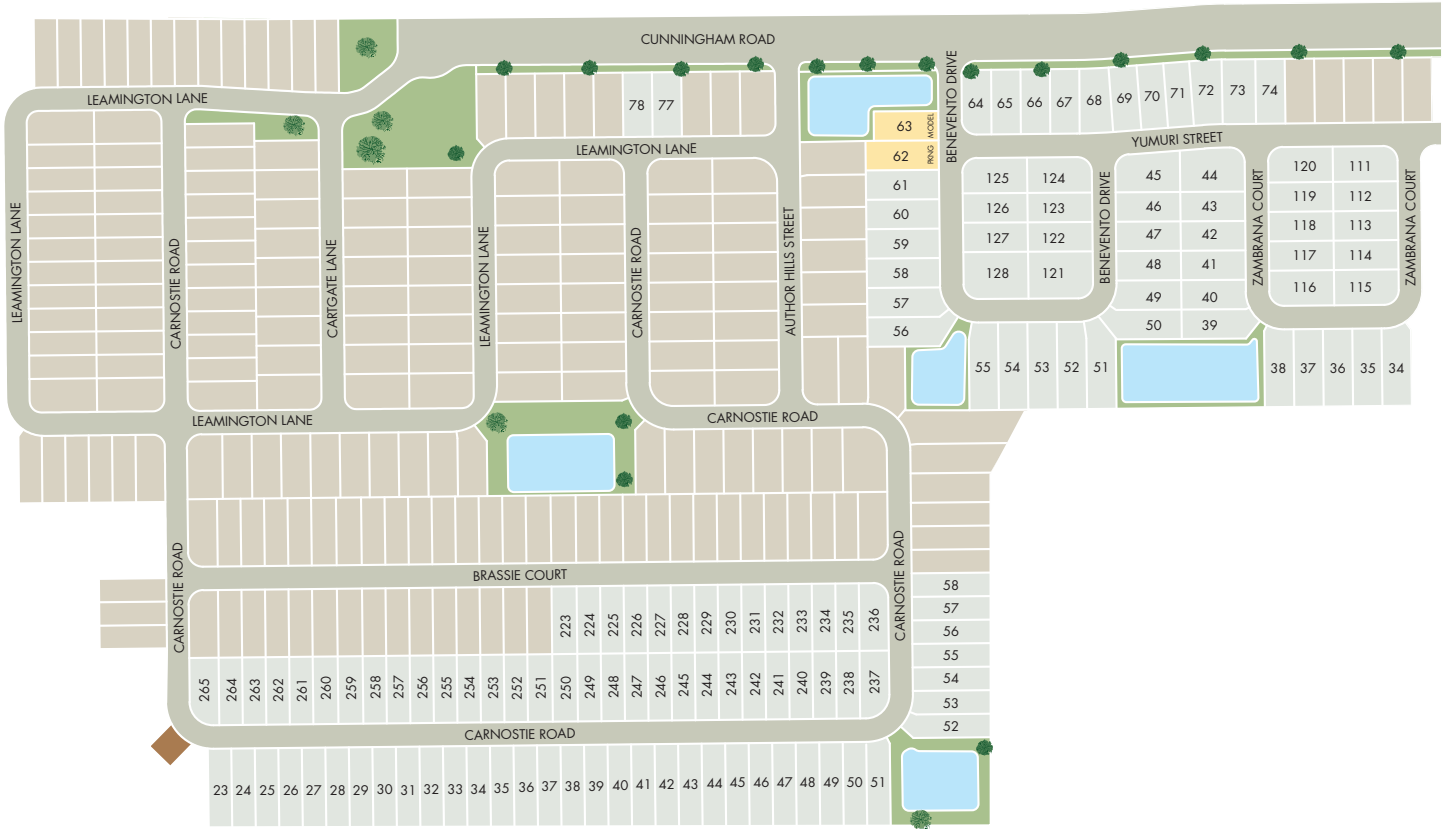 CUNNINGHAM ROAD
LEAMINGTON LANE
78 77
BENEVENTO DRIVE
64 65 66 67 68 69 70 71 72 73 74
63 MODEL
62 PKNG
61
60
59
58
57
56
LEAMINGTON LANE
YUMURI STREET
125 124
126 123
127 122
128 121
BENEVENTO DRIVE
45 44
46 43
47 42
48 41
49 40
50 39
ZAMBRANA COURT
120 111
119 112
118 113
117 114
116 115
ZAMBRANA COURT
LEAMINGTON LANE
CARNOSTIE ROAD
CARTGATE LANE
LEAMINGTON LANE
CARNOSTIE ROAD
AUTHOR HILLS STREET
55 54 53 52 51
38 37 36 35 34
LEAMINGTON LANE
CARNOSTIE ROAD
CARNOSTIE ROAD
BRASSIE COURT
CARNOSTIE ROAD
223 224 225 226 227 228 229 230 231 232 233 234 235 236
265 264 263 262 261 260 259 258 257 256 255 254 253 252 251 250 249 248 247 246 245 244 243 242 241 240 239 238 237
58
57
56
55
54
53
52
CARNOSTIE ROAD
23 24 25 26 27 28 29 30 31 32 33 34 35 36 37 38 39 40 41 42 43 44 45 46 47 48 49 50 51